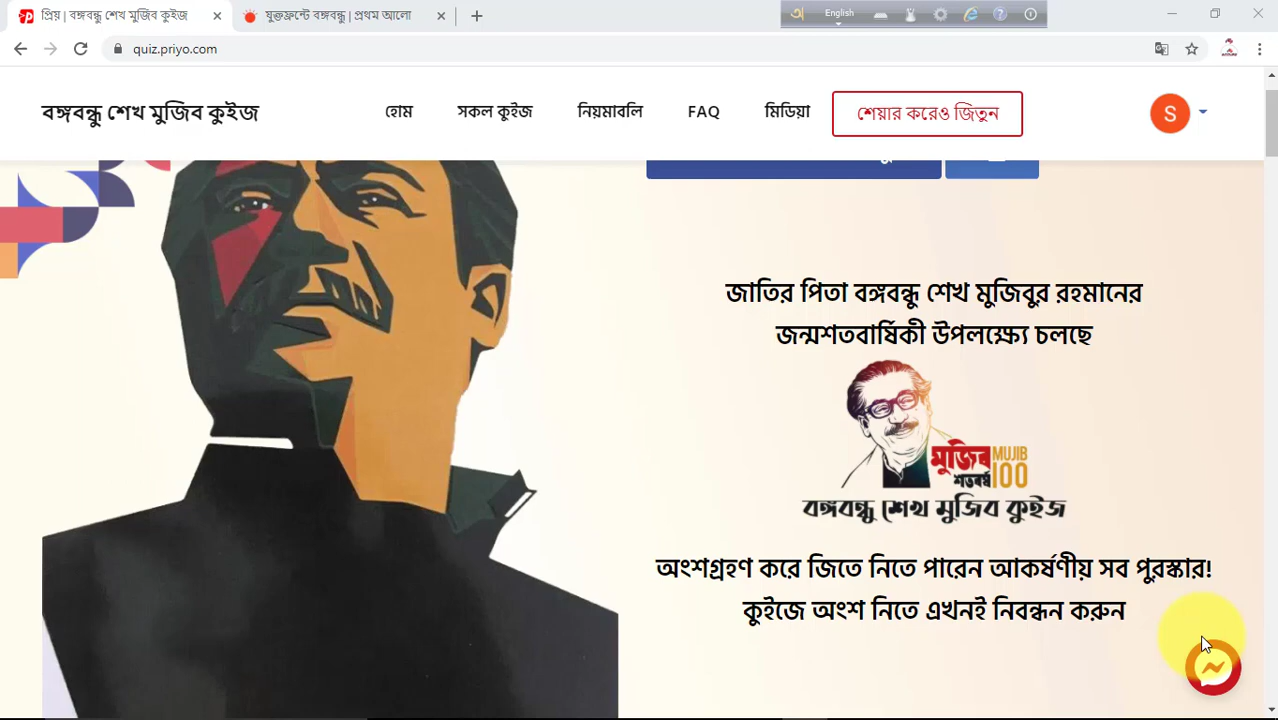 প্রিয় | বঙ্গবন্ধু শেখ মুজিব কুইজ
যুক্তফ্রন্টে বঙ্গবন্ধু | প্রথম আলো
অ English
quiz.priyo.com
বঙ্গবন্ধু শেখ মুজিব কুইজ
হোম সকল কুইজ নিয়মাবলি FAQ মিডিয়া শেয়ার করেও জিতুন S
জাতির পিতা বঙ্গবন্ধু শেখ মুজিবুর রহমানের
জন্মশতবার্ষিকী উপলক্ষ্যে চলছে
মুজিব MUJIB
শতবর্ষ 100
বঙ্গবন্ধু শেখ মুজিব কুইজ
অংশগ্রহণ করে জিতে নিতে পারেন আকর্ষণীয় সব পুরস্কার!
কুইজে অংশ নিতে এখনই নিবন্ধন করুন